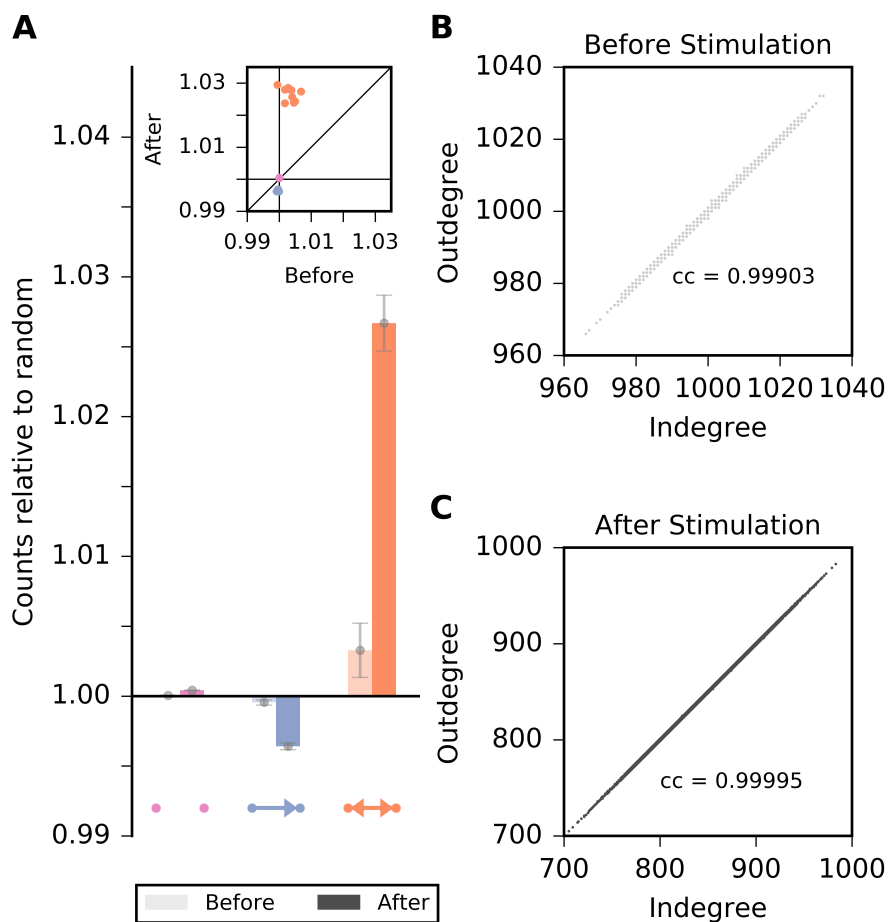 A
Counts relative to random
1.04
1.03
1.02
1.01
1.00
0.99
After
1.03
1.01
0.99
0.99 1.01 1.03
Before
Before After
B
Before Stimulation
Outdegree
1040
1020
1000
980
960
cc = 0.99903
960 980 1000 1020 1040
Indegree
C
After Stimulation
Outdegree
1000
900
800
700
cc = 0.99995
700 800 900 1000
Indegree